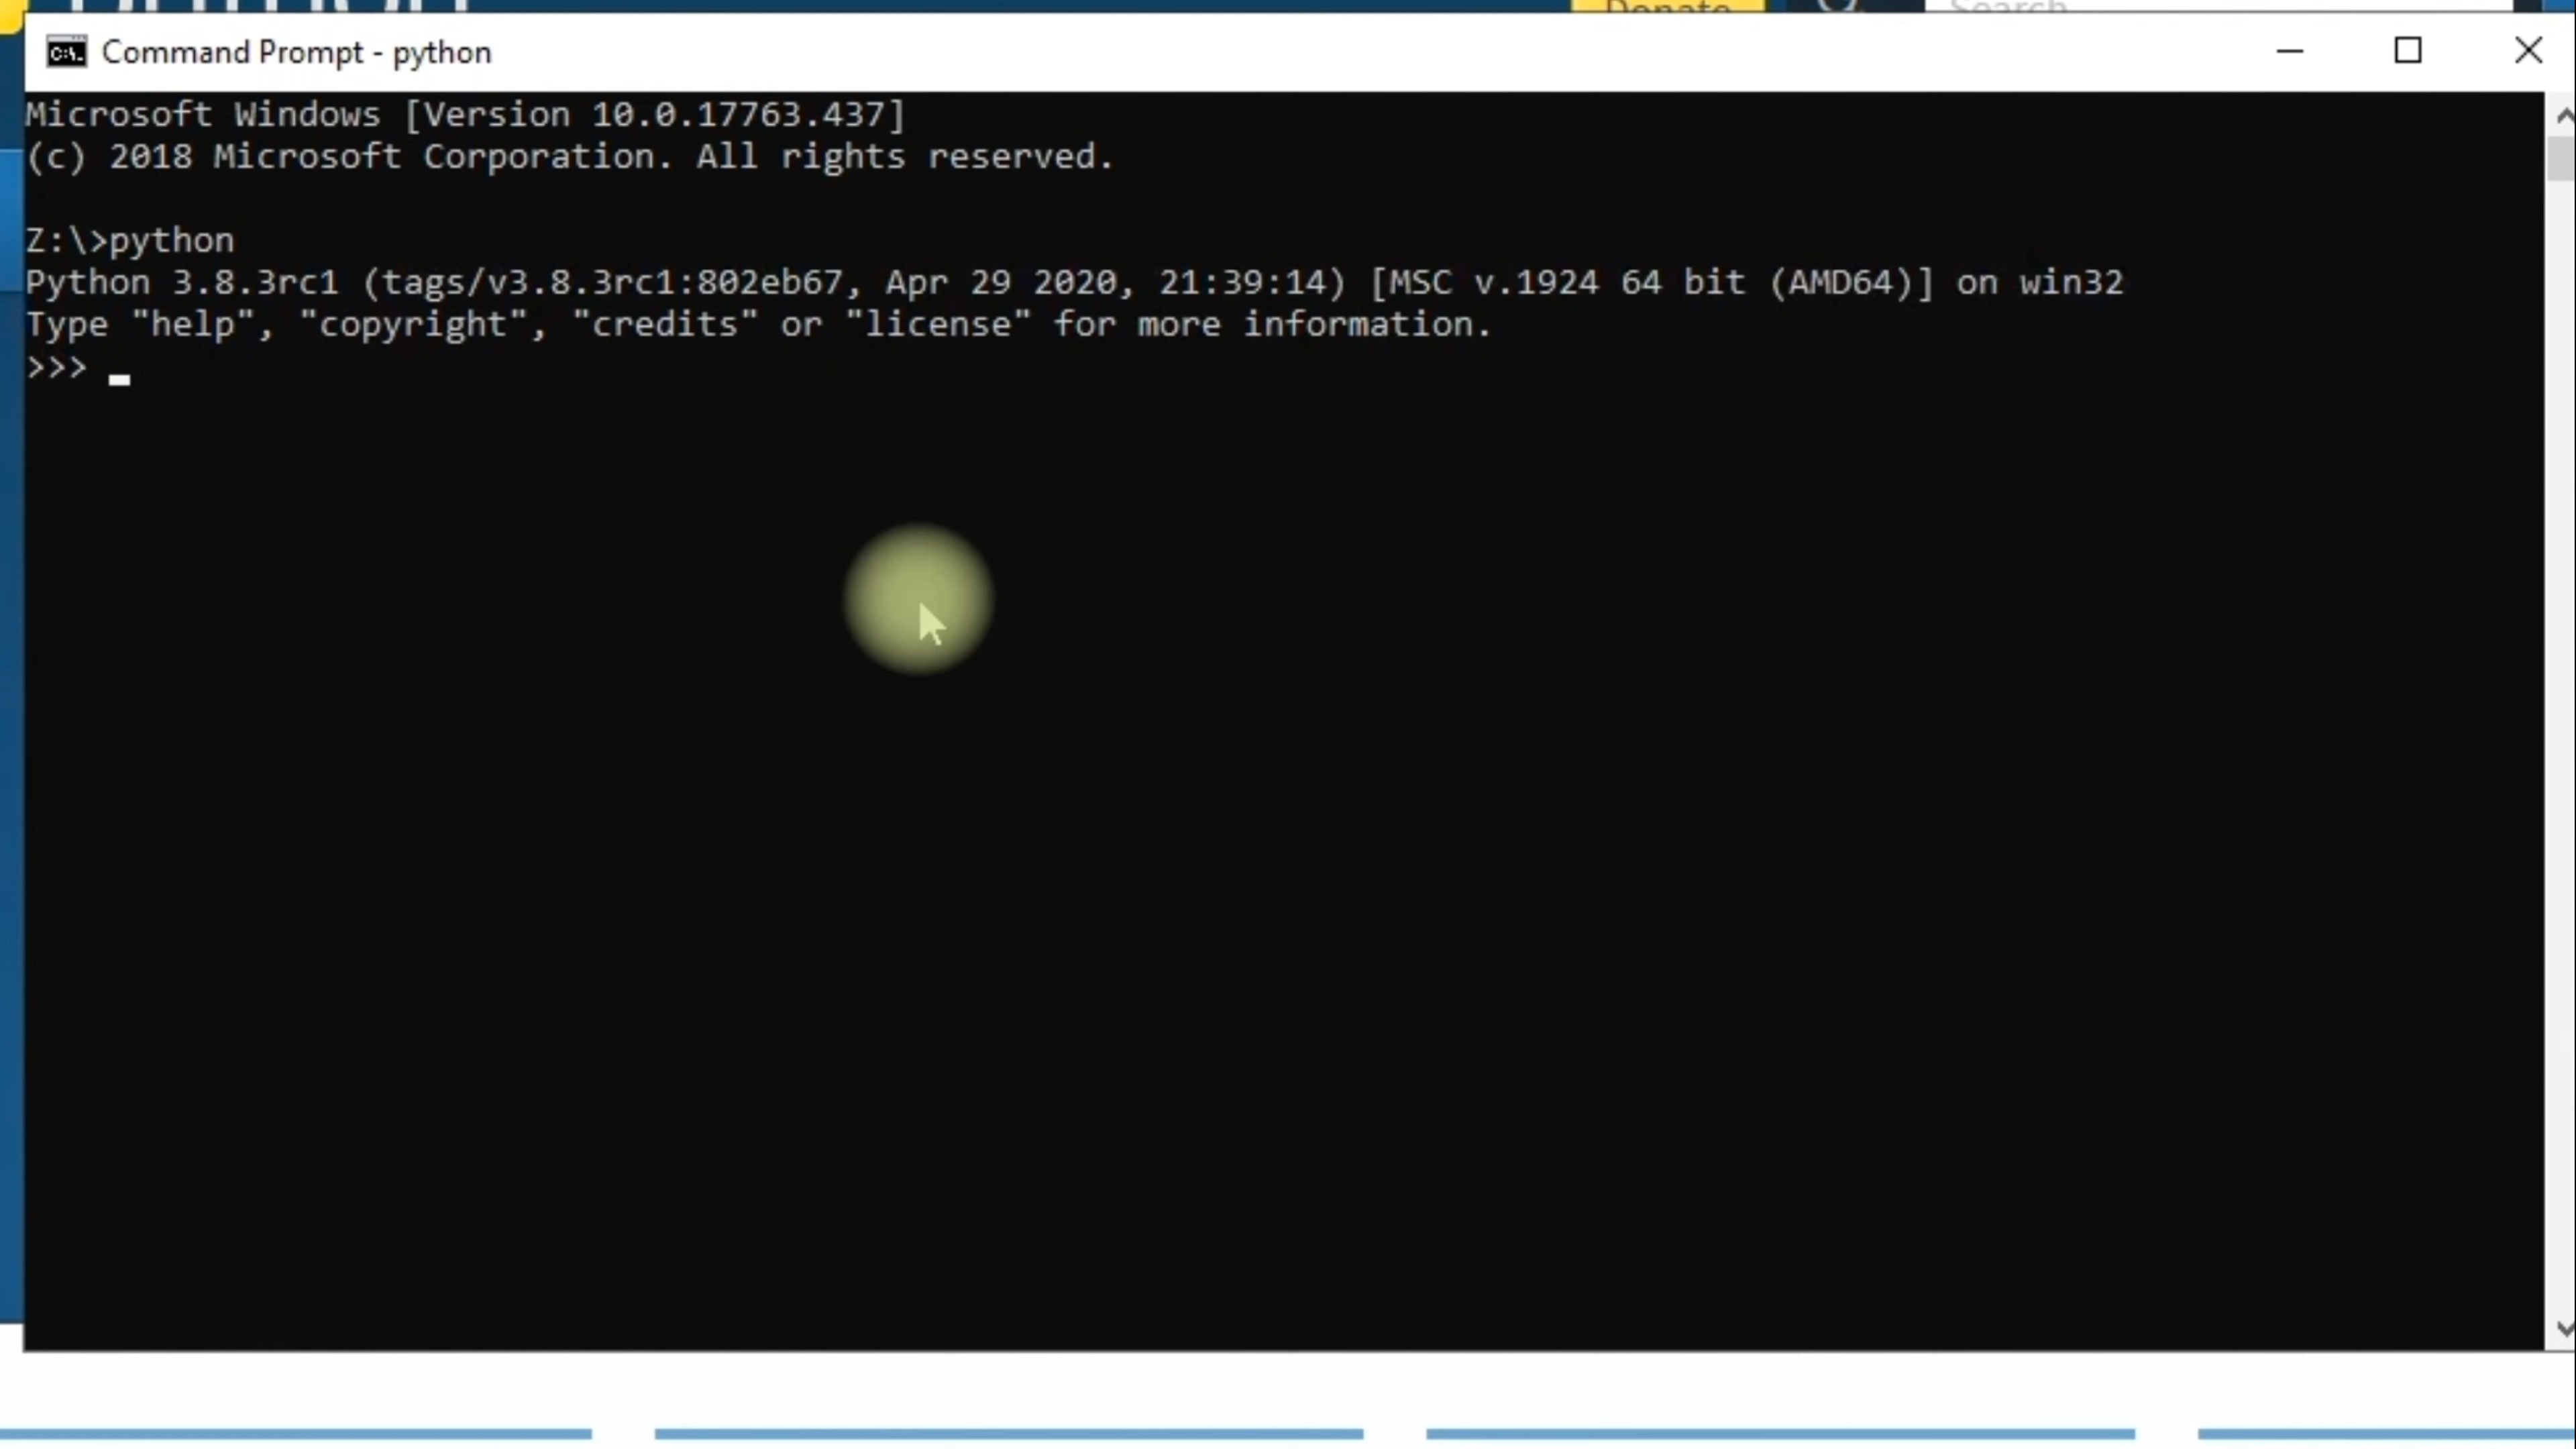 Donate
Search
Command Prompt - python
Microsoft Windows [Version 10.0.17763.437]
(c) 2018 Microsoft Corporation. All rights reserved.
Z:\>python
Python 3.8.3rc1 (tags/v3.8.3rc1:802eb67, Apr 29 2020, 21:39:14) [MSC v.1924 64 bit (AMD64)] on win32
Type "help", "copyright", "credits" or "license" for more information.
>>>